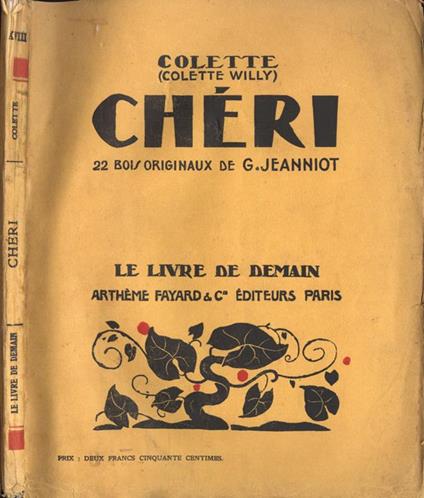 XVIII
COLETTE
CHÉRI
LE LIVRE DE DEMAIN
COLETTE
(COLETTE WILLY)
CHÉRI
22 BOIS ORIGINAUX DE G. JEANNIOT
LE LIVRE DE DEMAIN
ARTHÈME FAYARD & Cie ÉDITEURS PARIS
PRIX : DEUX FRANCS CINQUANTE CENTIMES.